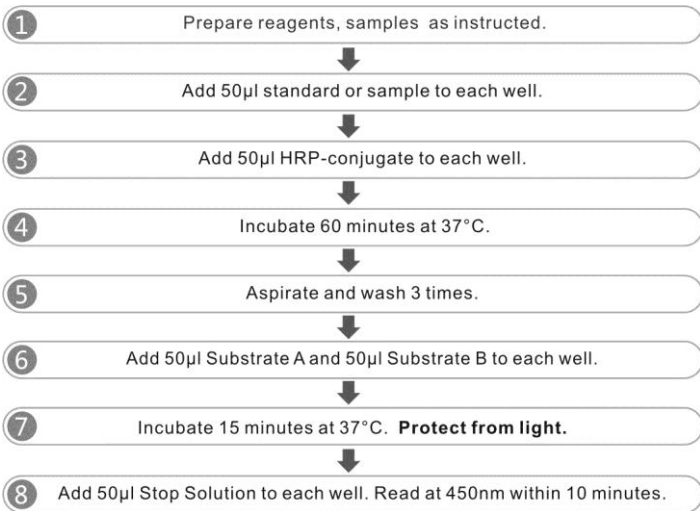 1 Prepare reagents, samples as instructed.
2 Add 50μl standard or sample to each well.
3 Add 50μl HRP-conjugate to each well.
4 Incubate 60 minutes at 37°C.
5 Aspirate and wash 3 times.
6 Add 50μl Substrate A and 50μl Substrate B to each well.
7 Incubate 15 minutes at 37°C. Protect from light.
8 Add 50μl Stop Solution to each well. Read at 450nm within 10 minutes.